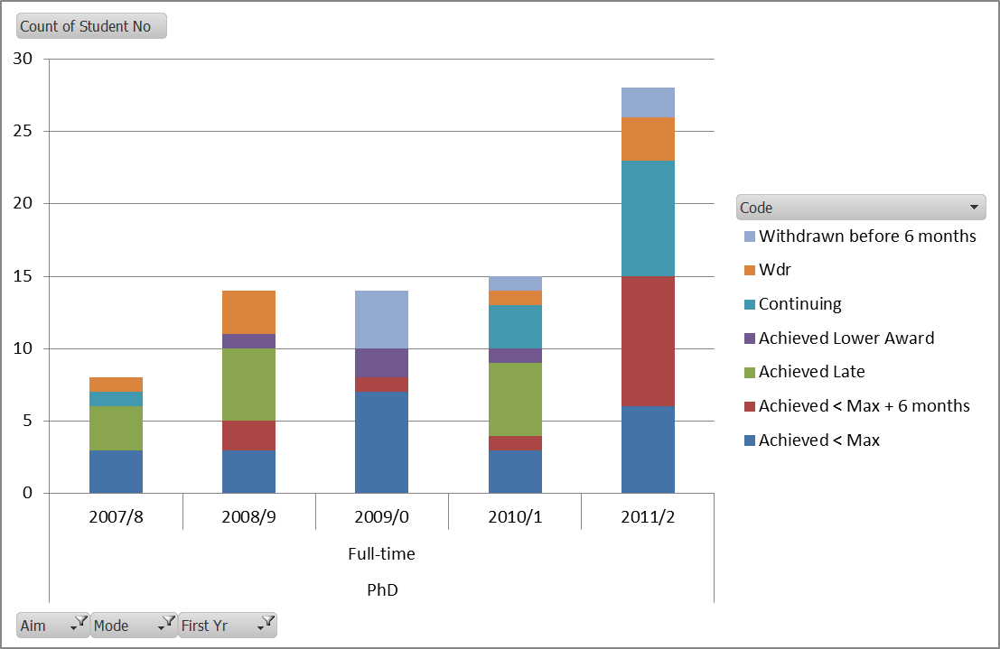 Count of Student No
30
25
20
15
10
5
0
2007/8 2008/9 2009/0 2010/1 2011/2
Full-time
PhD
Code
Withdrawn before 6 months
Wdr
Continuing
Achieved Lower Award
Achieved Late
Achieved < Max + 6 months
Achieved < Max
Aim Mode First Yr